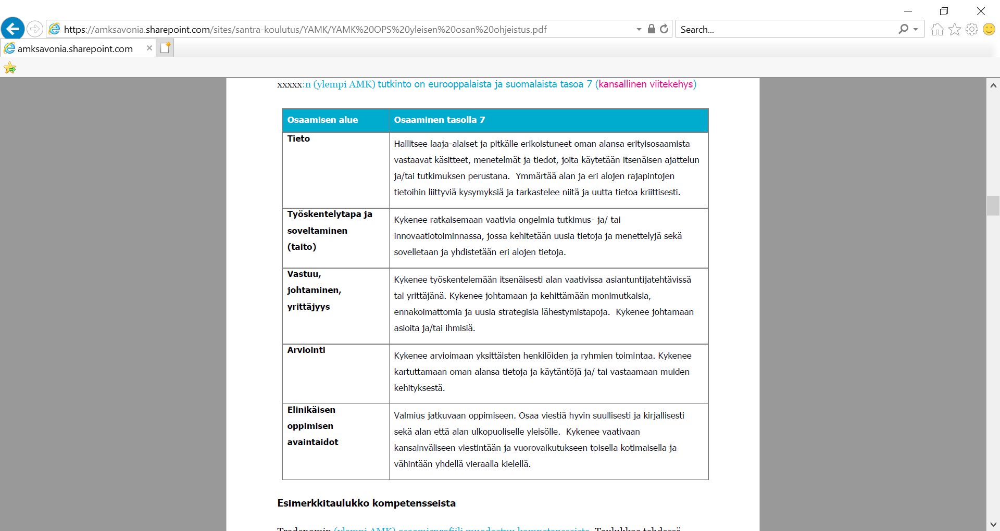 https://amksavonia.sharepoint.com/sites/santra-koulutus/YAMK/YAMK%20OPS%20yleisen%20osan%20ohjeistus.pdf
Search...
amksavonia.sharepoint.com
xxxxx:n (ylempi AMK) tutkinto on eurooppalaista ja suomalaista tasoa 7 (kansallinen viitekehys)
Osaamisen alue
Osaaminen tasolla 7
Tieto
Hallitsee laaja-alaiset ja pitkälle erikoistuneet oman alansa erityisosaamista
vastaavat käsitteet, menetelmät ja tiedot, joita käytetään itsenäisen ajattelun
ja/tai tutkimuksen perustana. Ymmärtää alan ja eri alojen rajapintojen
tietoihin liittyviä kysymyksiä ja tarkastelee niitä ja uutta tietoa kriittisesti.
Työskentelytapa ja
soveltaminen
(taito)
Kykenee ratkaisemaan vaativia ongelmia tutkimus- ja/ tai
innovaatiotoiminnassa, jossa kehitetään uusia tietoja ja menettelyjä sekä
sovelletaan ja yhdistetään eri alojen tietoja.
Vastuu,
johtaminen,
yrittäjyys
Kykenee työskentelemään itsenäisesti alan vaativissa asiantuntijatehtävissä
tai yrittäjänä. Kykenee johtamaan ja kehittämään monimutkaisia,
ennakoimattomia ja uusia strategisia lähestymistapoja. Kykenee johtamaan
asioita ja/tai ihmisiä.
Arviointi
Kykenee arvioimaan yksittäisten henkilöiden ja ryhmien toimintaa. Kykenee
kartuttamaan oman alansa tietoja ja käytäntöjä ja/ tai vastaamaan muiden
kehityksestä.
Elinikäisen
oppimisen
avaintaidot
Valmius jatkuvaan oppimiseen. Osaa viestiä hyvin suullisesti ja kirjallisesti
sekä alan että alan ulkopuoliselle yleisölle. Kykenee vaativaan
kansainväliseen viestintään ja vuorovaikutukseen toisella kotimaisella ja
vähintään yhdellä vieraalla kielellä.
Esimerkkitaulukko kompetensseista
Tradenomin (ylempi AMK) osaamisprofiili muodostuu kompetensseista. Taulukkoa tehdessä